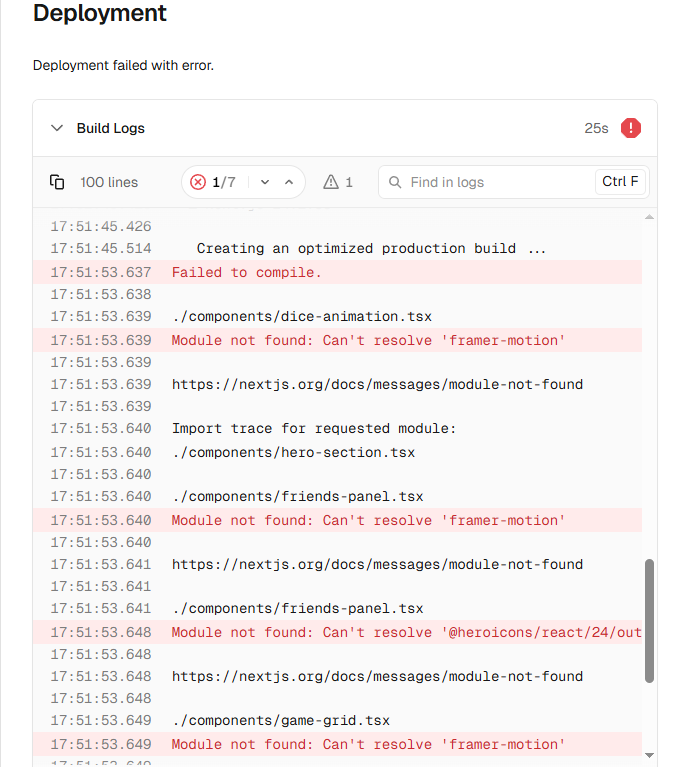 Deployment
Deployment failed with error.
Build Logs 25s
100 lines 1/7 1 Find in logs Ctrl F
17:51:45.426
17:51:45.514 Creating an optimized production build ...
17:51:53.637 Failed to compile.
17:51:53.638
17:51:53.639 ./components/dice-animation.tsx
17:51:53.639 Module not found: Can't resolve 'framer-motion'
17:51:53.639
17:51:53.639 https://nextjs.org/docs/messages/module-not-found
17:51:53.639
17:51:53.640 Import trace for requested module:
17:51:53.640 ./components/hero-section.tsx
17:51:53.640
17:51:53.640 ./components/friends-panel.tsx
17:51:53.640 Module not found: Can't resolve 'framer-motion'
17:51:53.640
17:51:53.641 https://nextjs.org/docs/messages/module-not-found
17:51:53.641
17:51:53.641 ./components/friends-panel.tsx
17:51:53.648 Module not found: Can't resolve '@heroicons/react/24/out
17:51:53.648
17:51:53.648 https://nextjs.org/docs/messages/module-not-found
17:51:53.648
17:51:53.649 ./components/game-grid.tsx
17:51:53.649 Module not found: Can't resolve 'framer-motion'